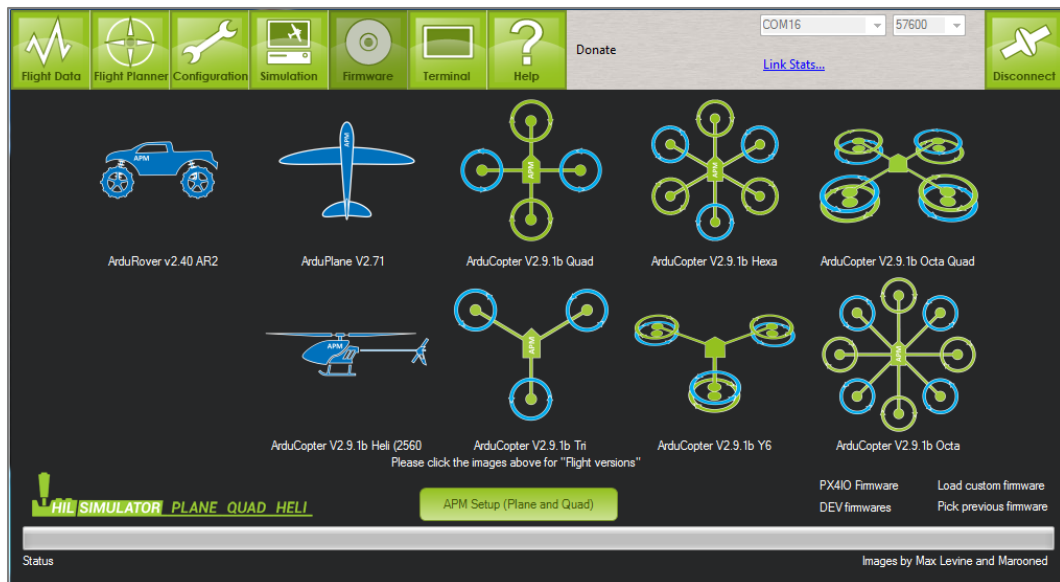 Flight Data Flight Planner Configuration Simulation Firmware Terminal Help Donate COM16 57600 Disconnect
Link Stats...
APM
APM
APM
APM
ArduRover v2.40 AR2 ArduPlane V2.71 ArduCopter V2.9.1b Quad ArduCopter V2.9.1b Hexa ArduCopter V2.9.1b Octa Quad
APM
APM
APM
ArduCopter V2.9.1b Heli (2560 ArduCopter V2.9.1b Tri ArduCopter V2.9.1b Y6 ArduCopter V2.9.1b Octa
Please click the images above for "Flight versions"
HIL SIMULATOR PLANE QUAD HELI
APM Setup (Plane and Quad)
PX4IO Firmware Load custom firmware
DEV firmwares Pick previous firmware
Status Images by Max Levine and Marooned